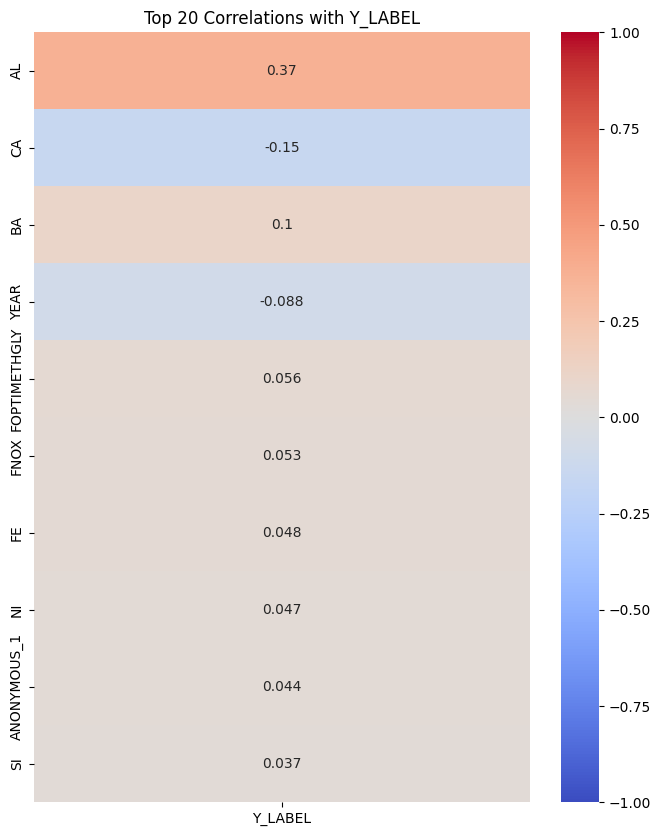 Top 20 Correlations with Y_LABEL
AL
0.37
CA
-0.15
BA
0.1
YEAR
-0.088
FOPTIMETHGLY
0.056
FNOX
0.053
FE
0.048
NI
0.047
ANONYMOUS_1
0.044
SI
0.037
Y_LABEL
1.00
0.75
0.50
0.25
0.00
−0.25
−0.50
−0.75
−1.00